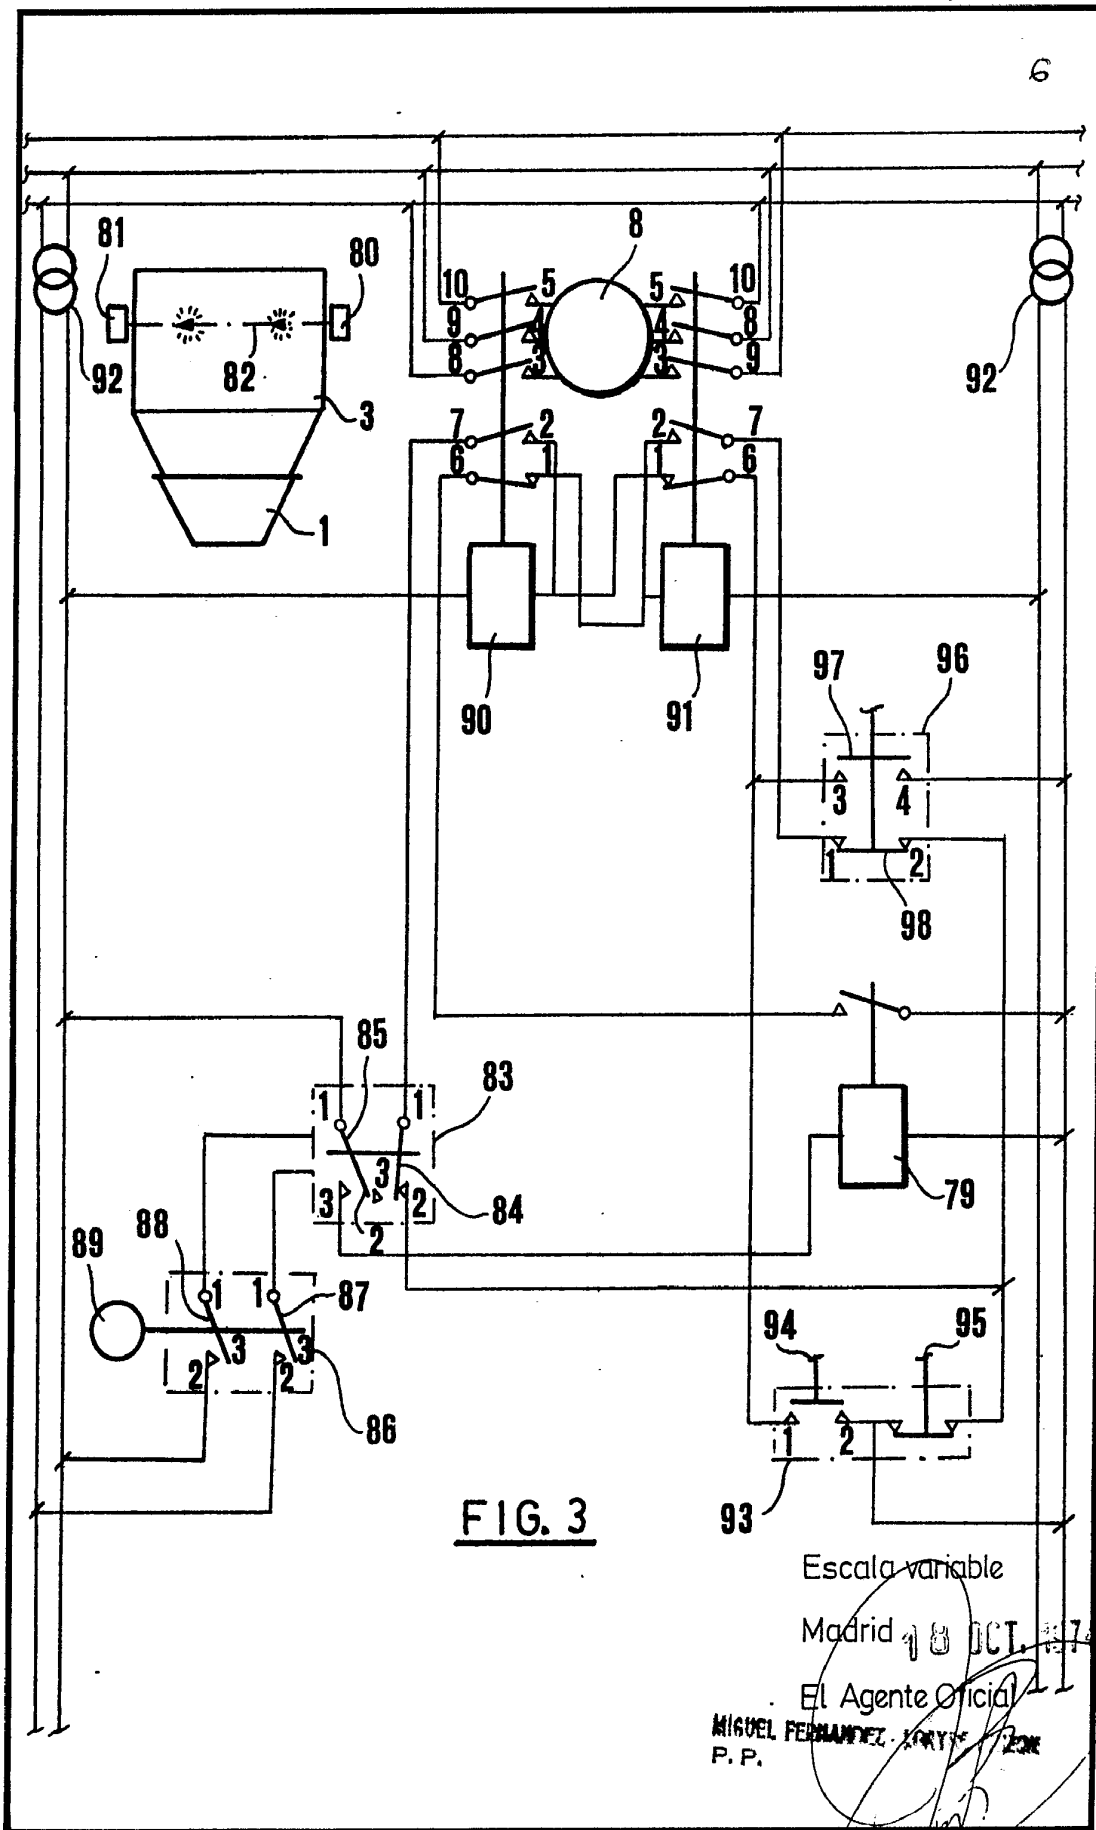 6
8
81
80
10 5 5 10
9 4 4 8
92 82 8 3 3 9 92
3
7 2 2 7
6 1 1 6
1
97 96
90 91
3 4
1 2
98
85
83
1 1
79
3 3 2
2 84
88
89
1 1 87
3 3
2 2
94 95
86
1 2
FIG. 3
93
Escala variable
Madrid 18 OCT.
El Agente Oficial
MIGUEL FERNANDEZ
P. P.